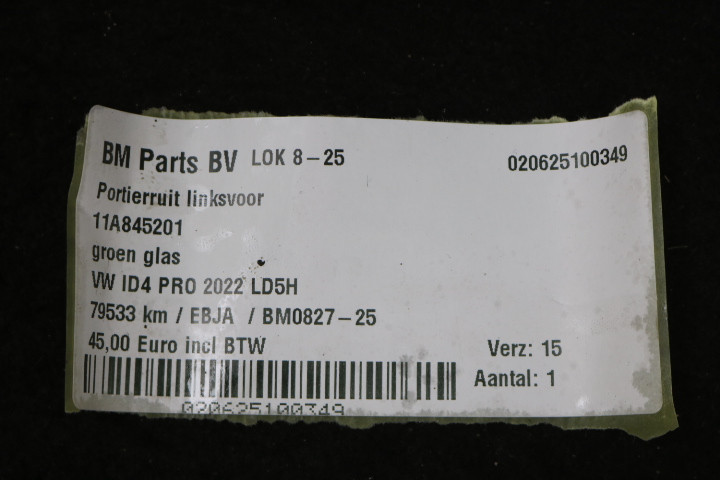 BM Parts BV LOK 8-25 020625100349
Portierruit linksvoor
11A845201
groen glas
VW ID4 PRO 2022 LD5H
79533 km / EBJA / BM0827-25
45,00 Euro incl BTW Verz: 15
Aantal: 1
020625100349